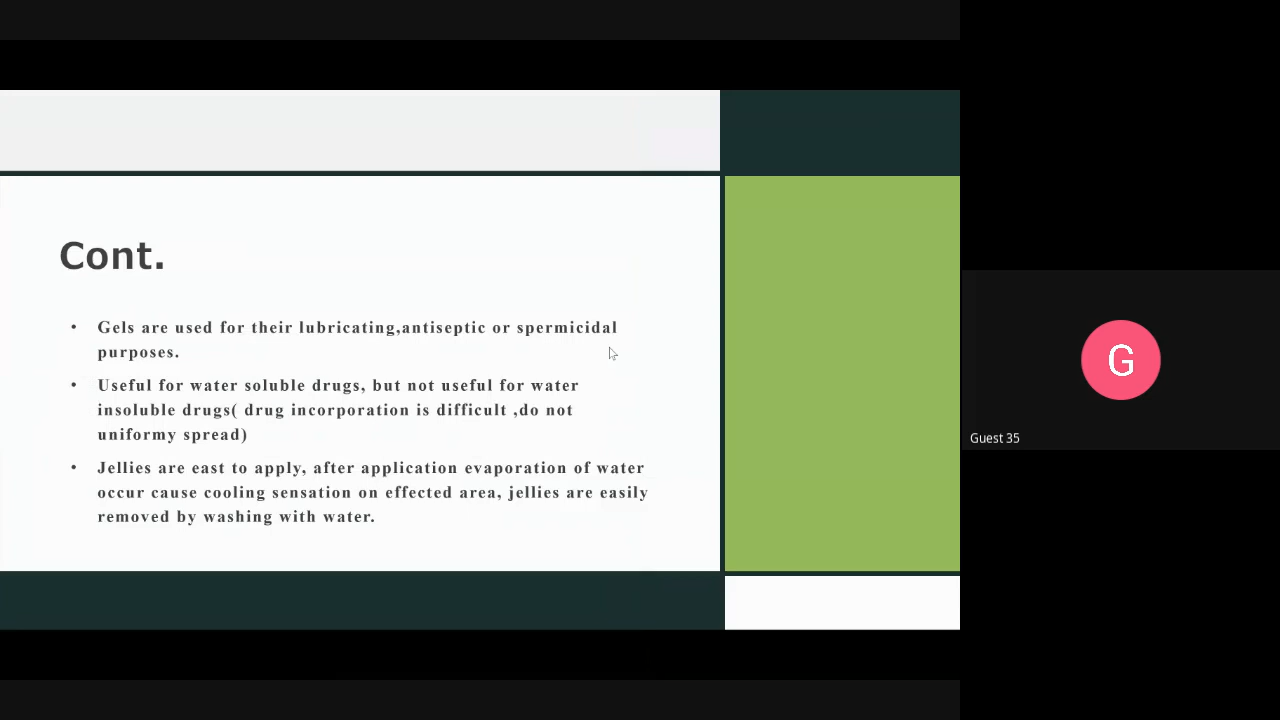 Cont.
• Gels are used for their lubricating,antiseptic or spermicidal
purposes.
• Useful for water soluble drugs, but not useful for water
insoluble drugs( drug incorporation is difficult ,do not
uniformy spread)
• Jellies are east to apply, after application evaporation of water
occur cause cooling sensation on effected area, jellies are easily
removed by washing with water.
G
Guest 35